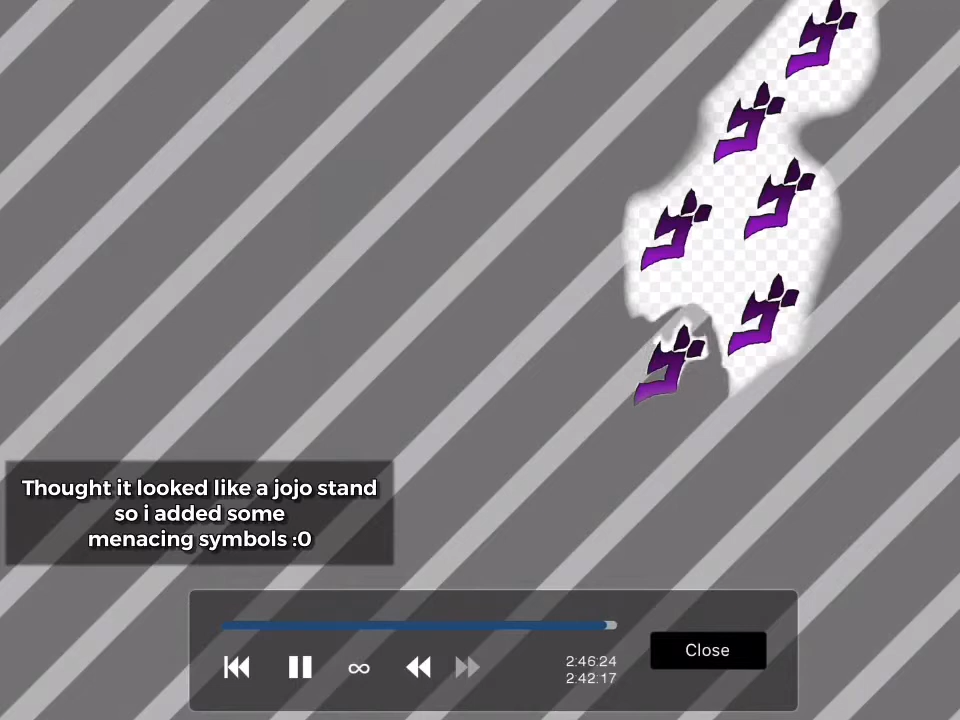 ゴ
ゴ
ゴ
ゴ
ゴ
ゴ
Thought it looked like a jojo stand
so i added some
menacing symbols :0
2:46:24
2:42:17
Close